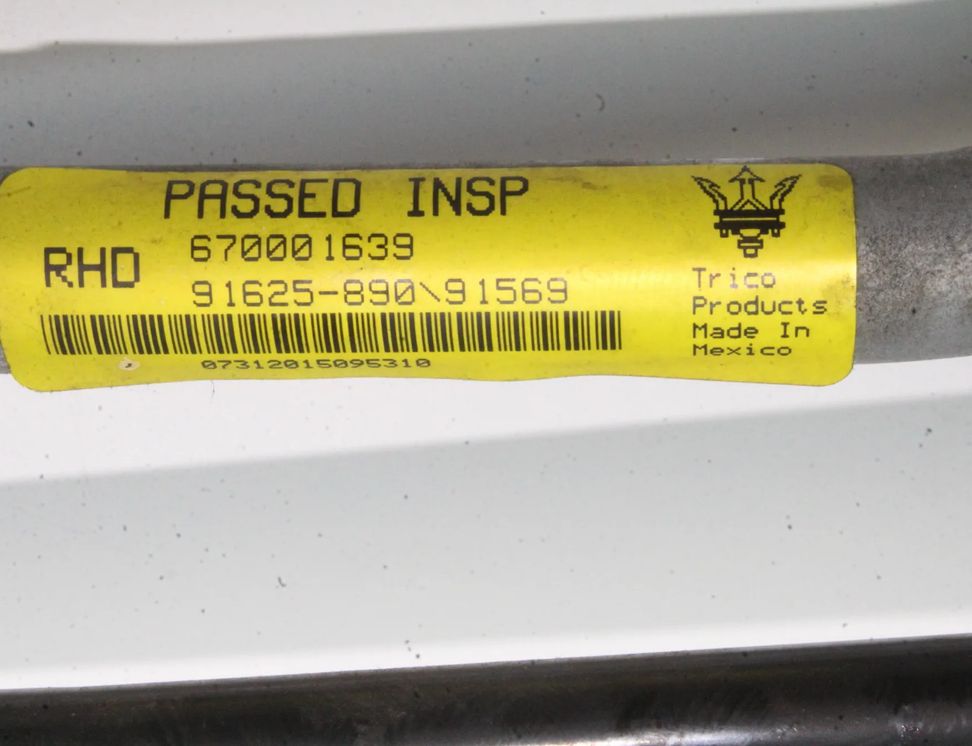 PASSED INSP
RHD
670001639
91625-890\91569
07312015095310
Trico
Products
Made In
Mexico